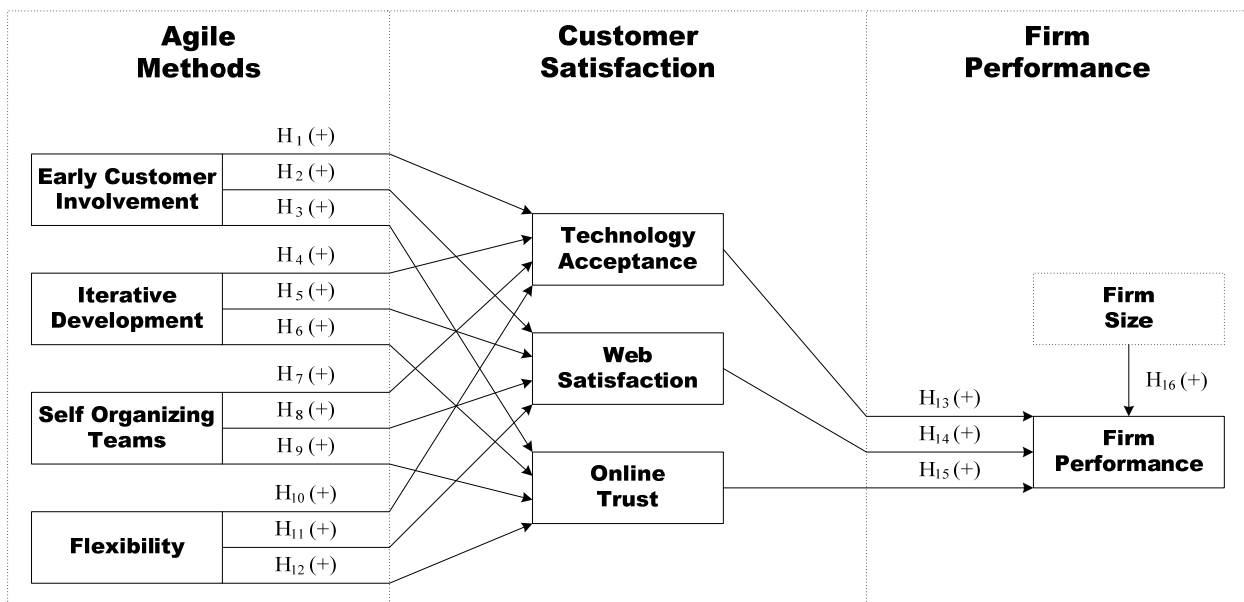 Agile
Methods
Customer
Satisfaction
Firm
Performance
H1 (+)
Early Customer
Involvement
H2 (+)
H3 (+)
H4 (+)
Iterative
Development
H5 (+)
H6 (+)
H7 (+)
Self Organizing
Teams
H8 (+)
H9 (+)
H10 (+)
Flexibility
H11 (+)
H12 (+)
Technology
Acceptance
Web
Satisfaction
Online
Trust
Firm
Size
H16 (+)
H13 (+)
H14 (+)
H15 (+)
Firm
Performance